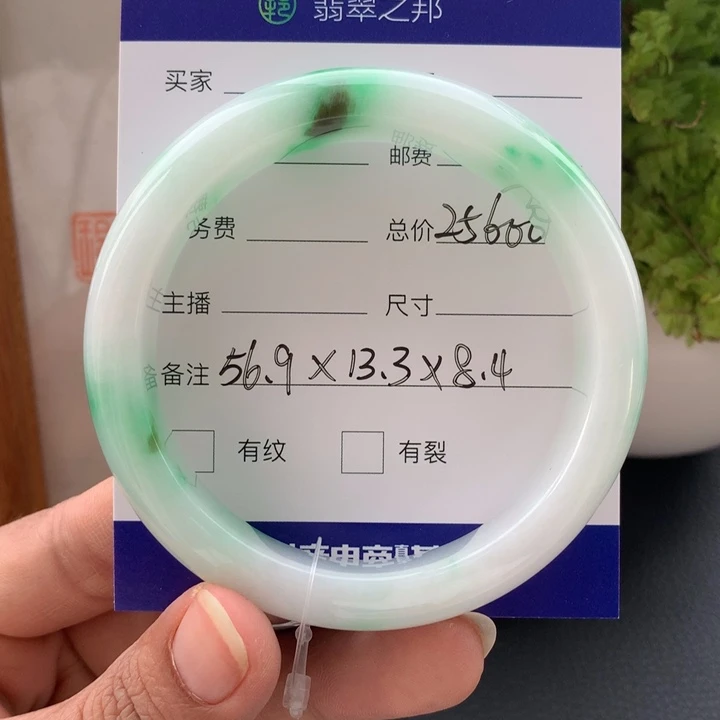 翡翠之邦
买家
邮费
务费 总价 25600
主播 尺寸
备注 56.9×13.3×8.4
有纹 有裂